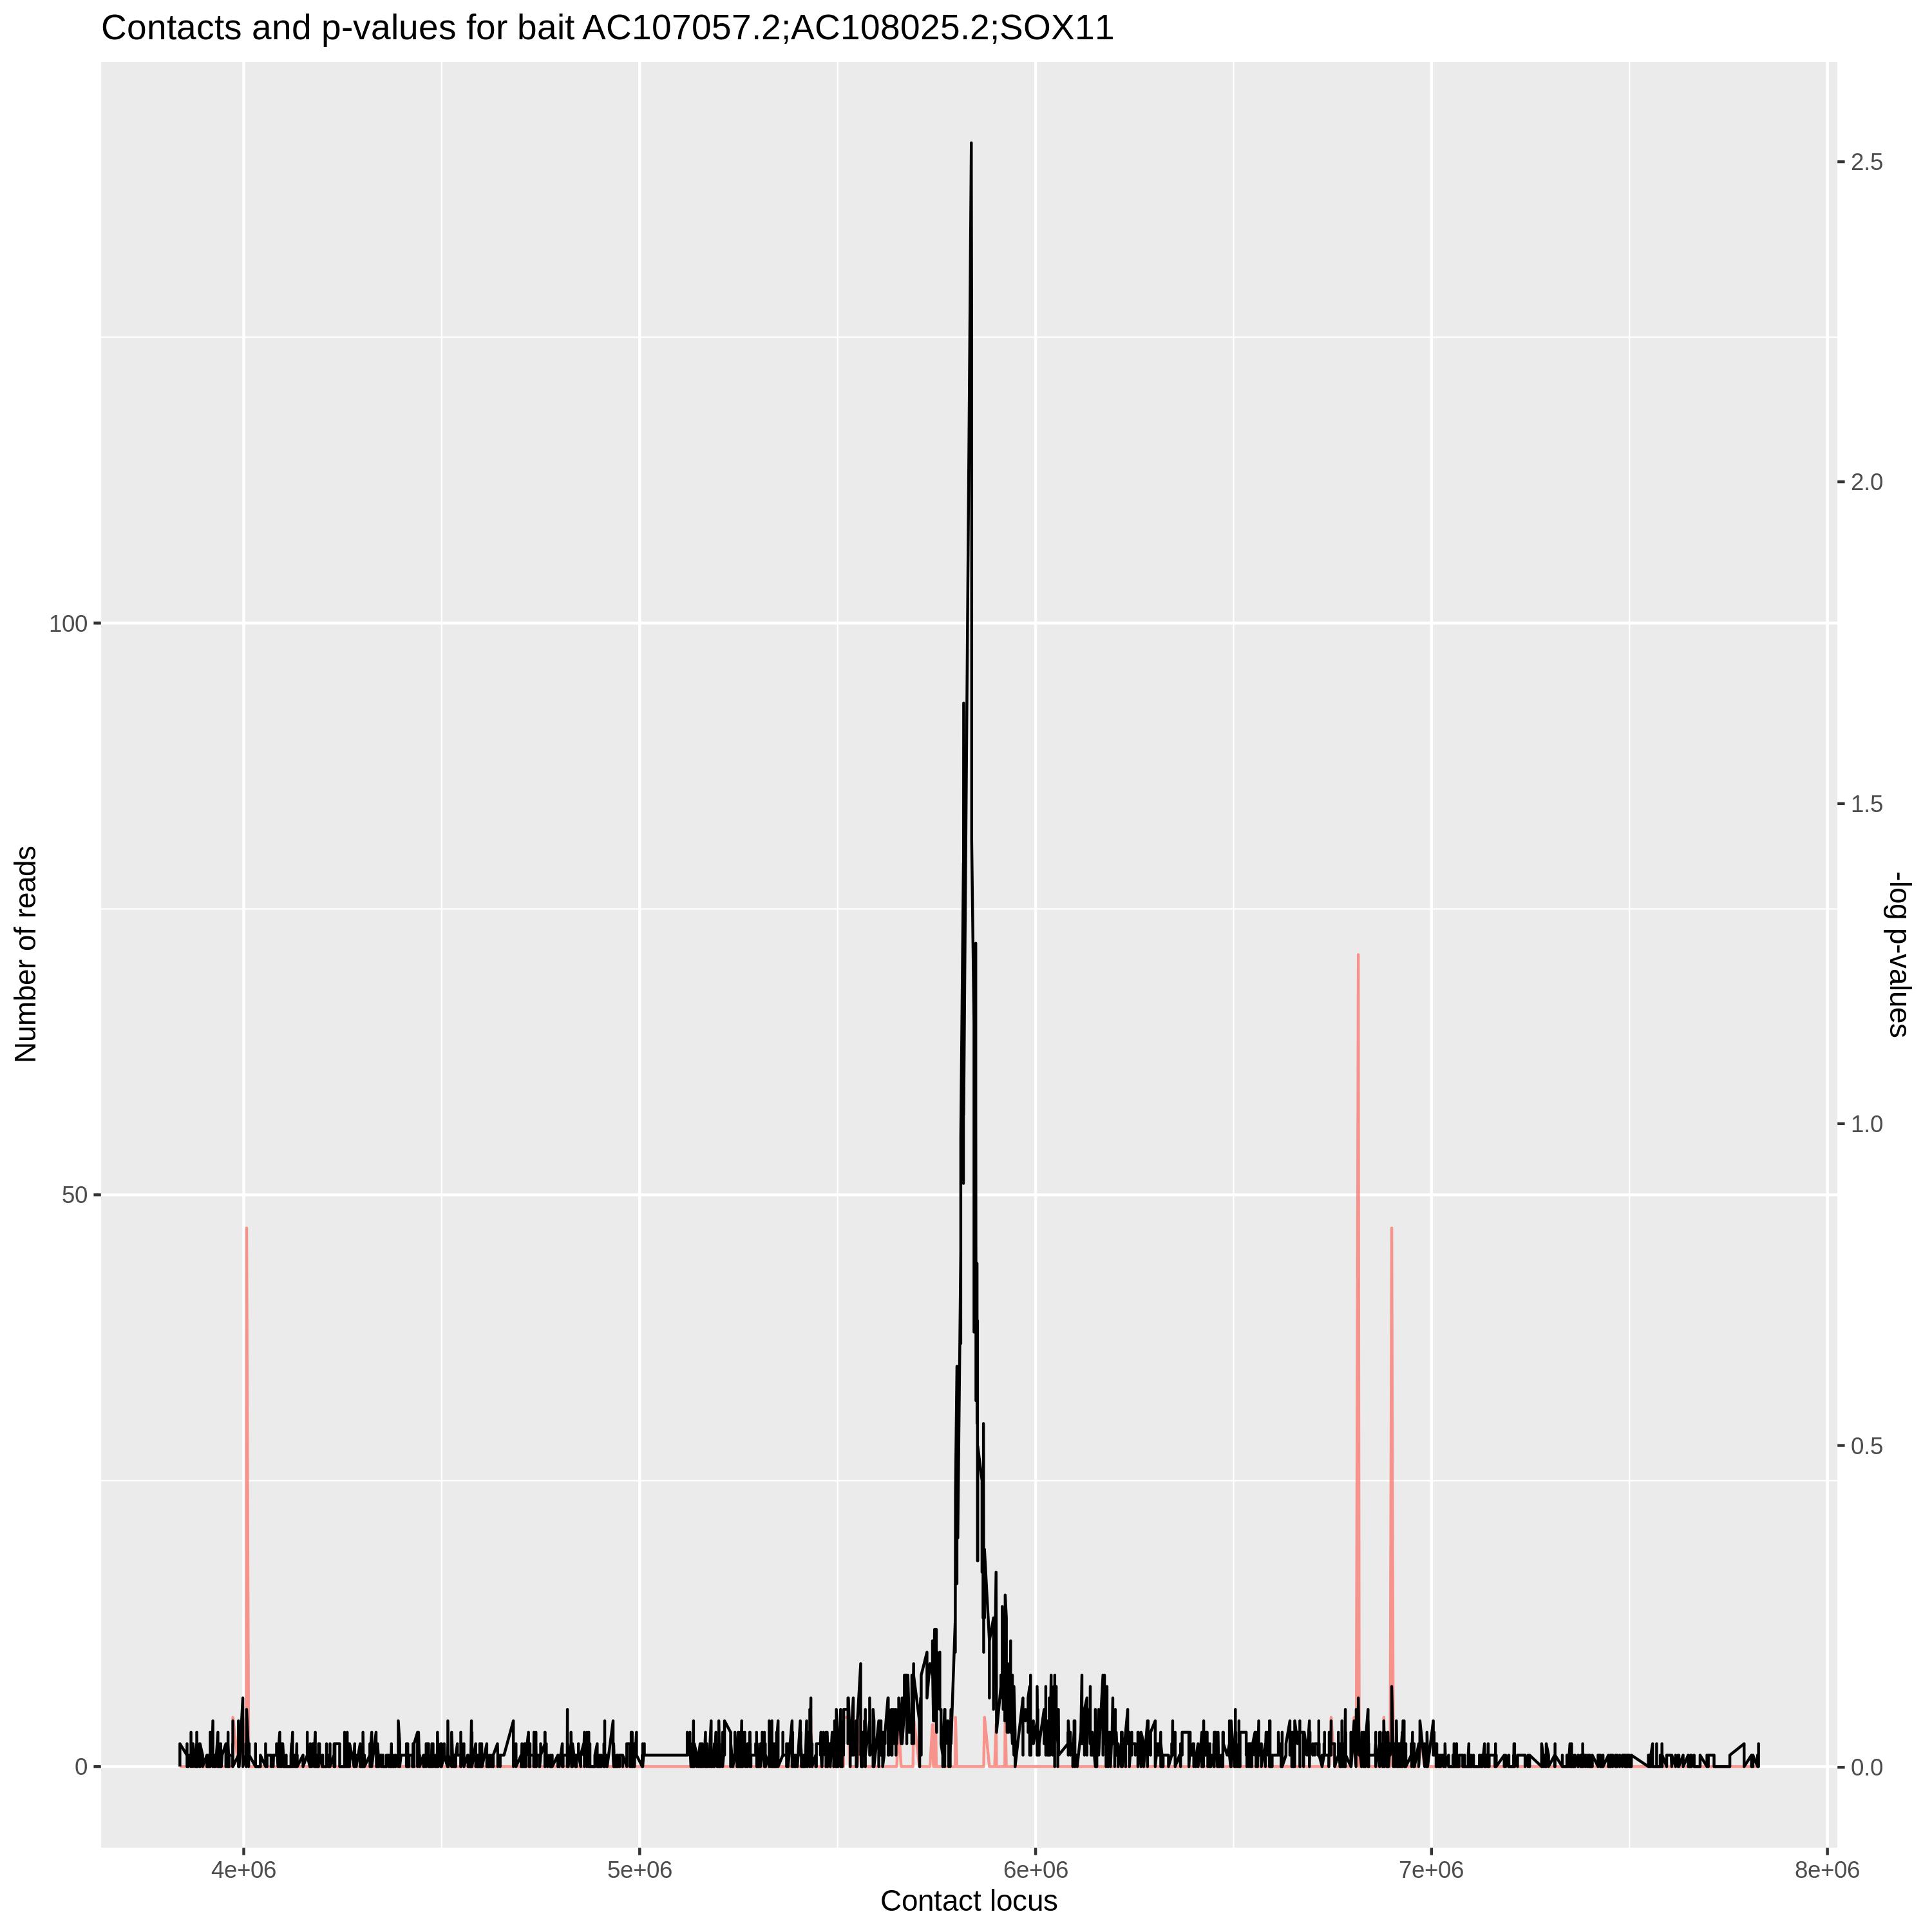 Contacts and p-values for bait AC107057.2;AC108025.2;SOX11
Number of reads
100
50
0
2.5
2.0
1.5
1.0
0.5
0.0
-log p-values
4e+06 5e+06 6e+06 7e+06 8e+06
Contact locus